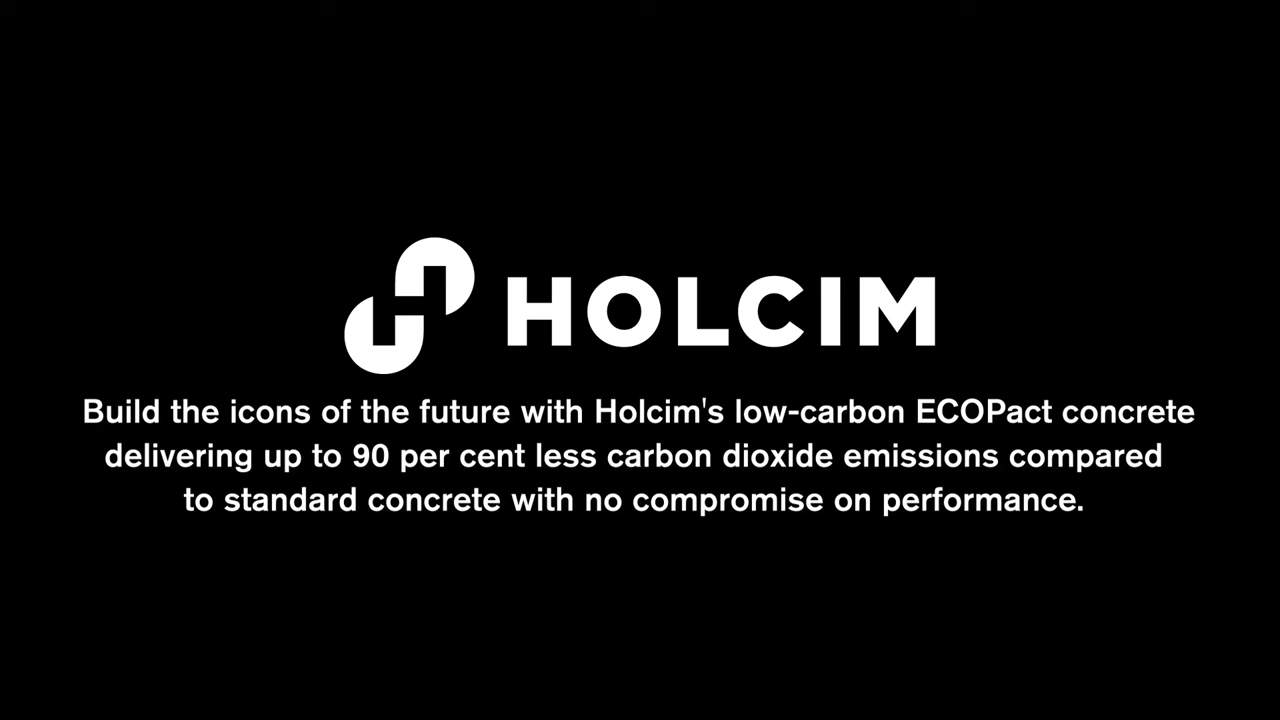 HOLCIM
Build the icons of the future with Holcim's low-carbon ECOPact concrete
delivering up to 90 per cent less carbon dioxide emissions compared
to standard concrete with no compromise on performance.